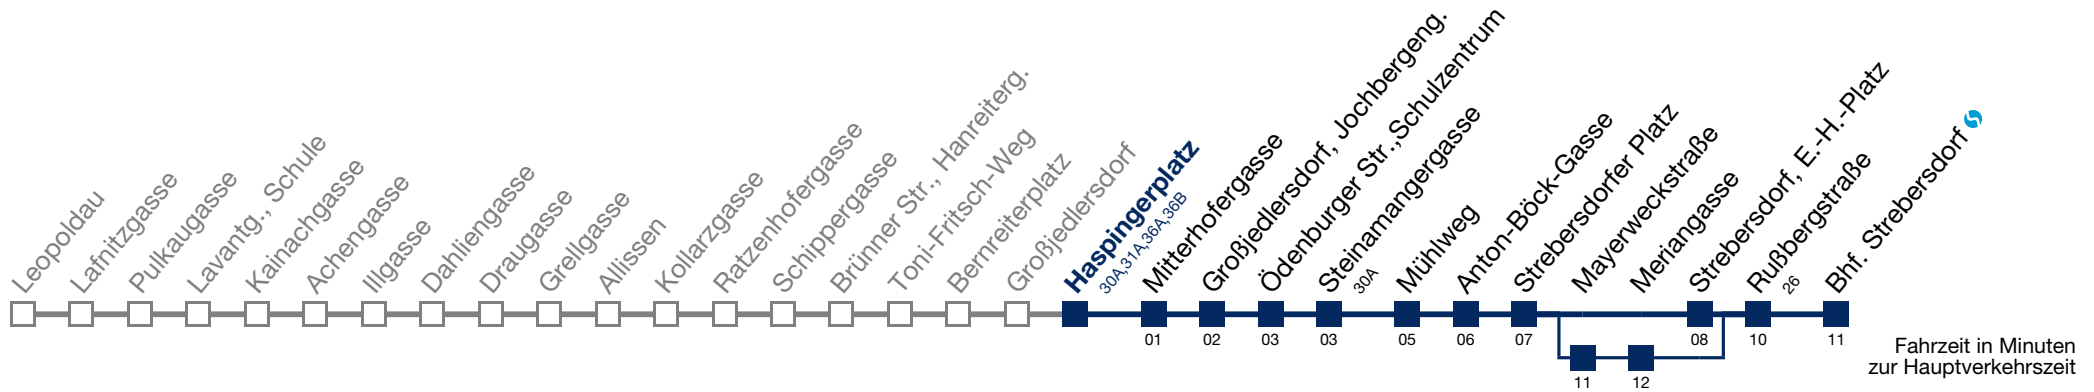 Leopoldau
Lafnitzgasse
Pulkaugasse
Lavantg., Schule
Kainachgasse
Achengasse
Illgasse
Dahliengasse
Draugasse
Grellgasse
Allissen
Kollarzgasse
Ratzenhofergasse
Schippergasse
Brünner Str., Hanreiterg.
Toni-Fritsch-Weg
Bernreiterplatz
Großjedlersdorf
Haspingerplatz
30A,31A,36A,36B
Mitterhofergasse
Großjedlersdorf, Jochbergeng.
Ödenburger Str.,Schulzentrum
Steinamangergasse
30A
Mühlweg
Anton-Böck-Gasse
Strebersdorfer Platz
Mayerweckstraße
Meriangasse
Strebersdorf, E.-H.-Platz
Rußbergstraße
26
Bhf. Strebersdorf
01
02
03
03
05
06
07
08
10
11
11
12
Fahrzeit in Minuten
zur Hauptverkehrszeit